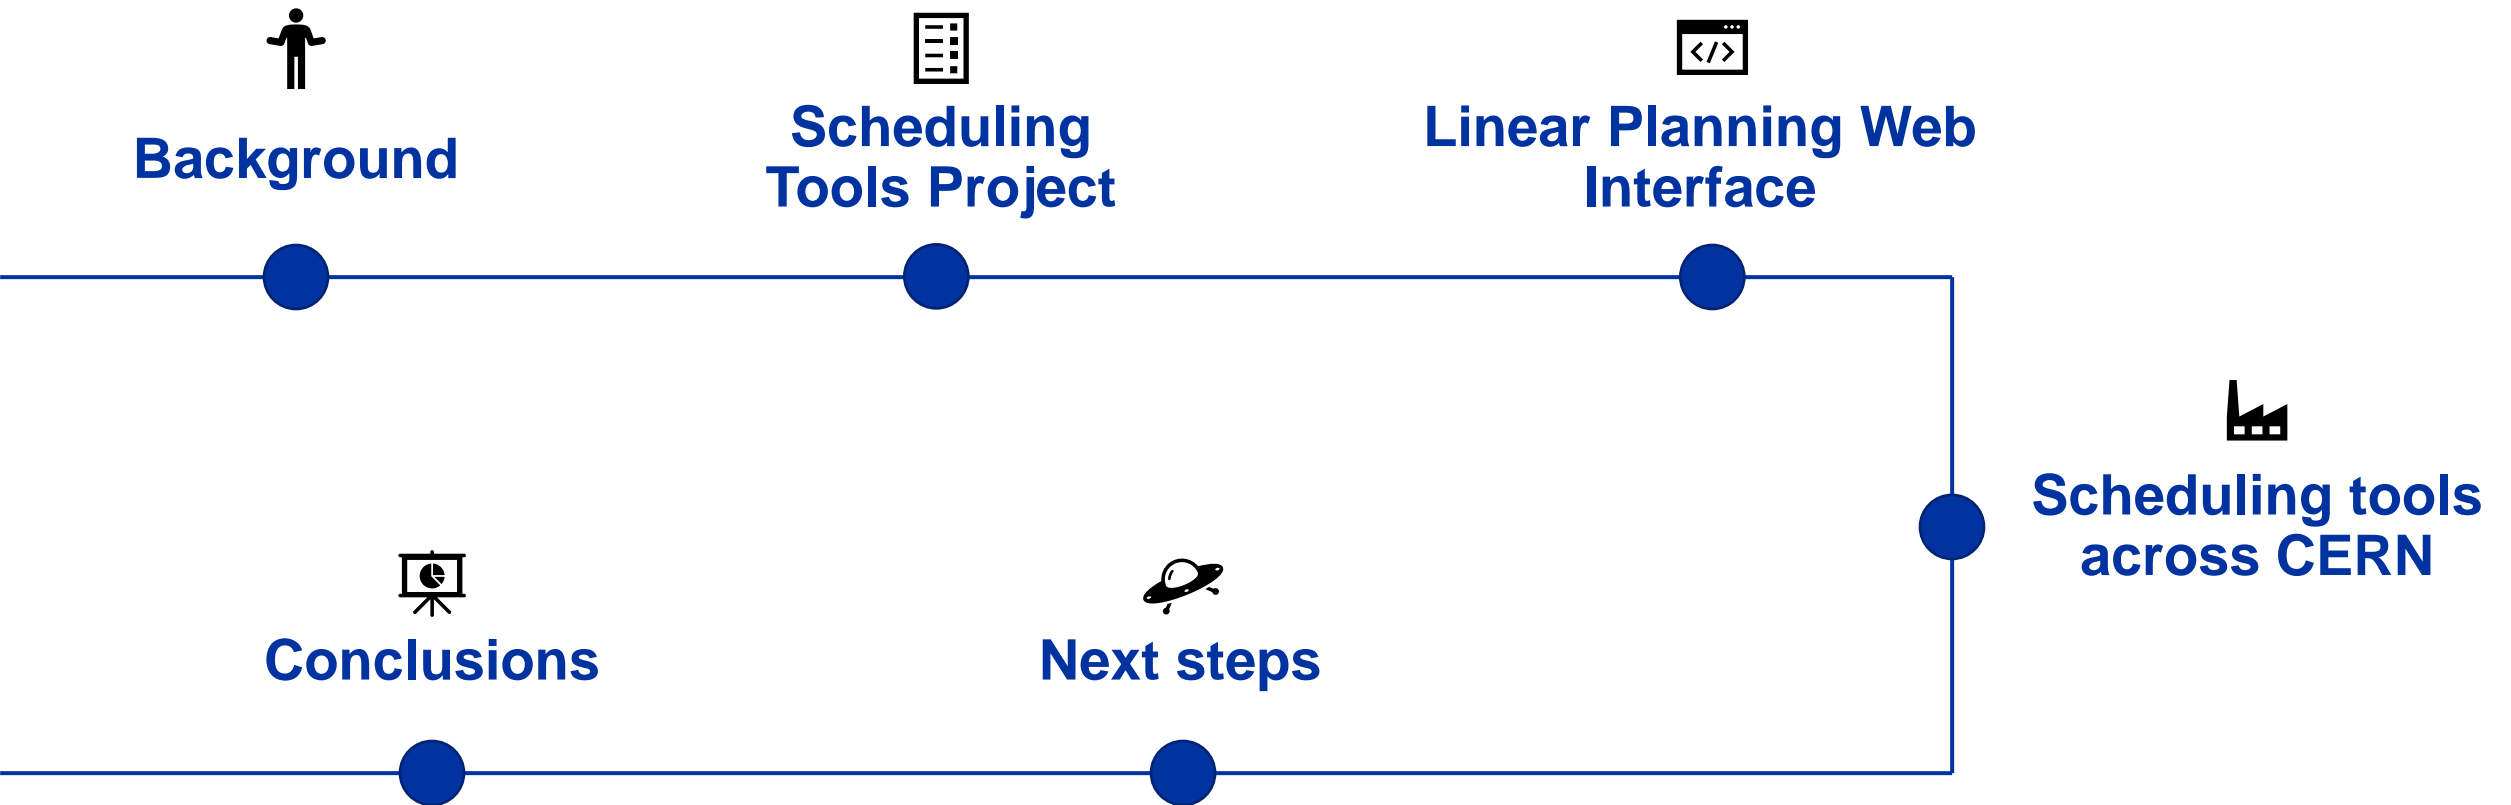 Background
Scheduling
Tools Project
Linear Planning Web
Interface
Scheduling tools
across CERN
Next steps
Conclusions